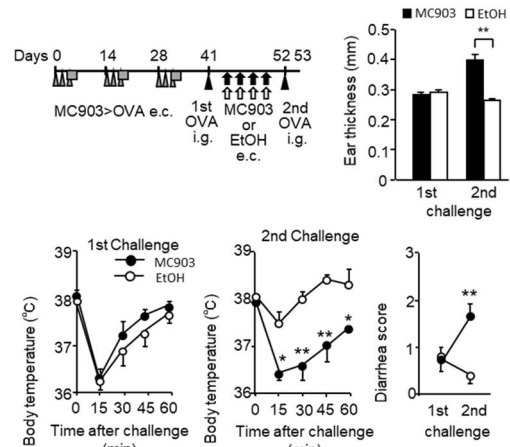 Days 0 14 28 41 52 53
MC903>OVA e.c.
1st
OVA
i.g.
MC903
or
EtOH
e.c.
2nd
OVA
i.g.
MC903 EtOH
Ear thickness (mm)
0.5
0.4
0.3
0.2
0.1
0
**
1st 2nd
challenge
1st Challenge
MC903
EtOH
Body temperature (°C)
39
38
37
36
0 15 30 45 60
Time after challenge
(min)
2nd Challenge
Body temperature (°C)
39
38
37
36
* ** ** *
0 15 30 45 60
Time after challenge
(min)
Diarrhea score
3
2
1
0
**
1st 2nd
challenge